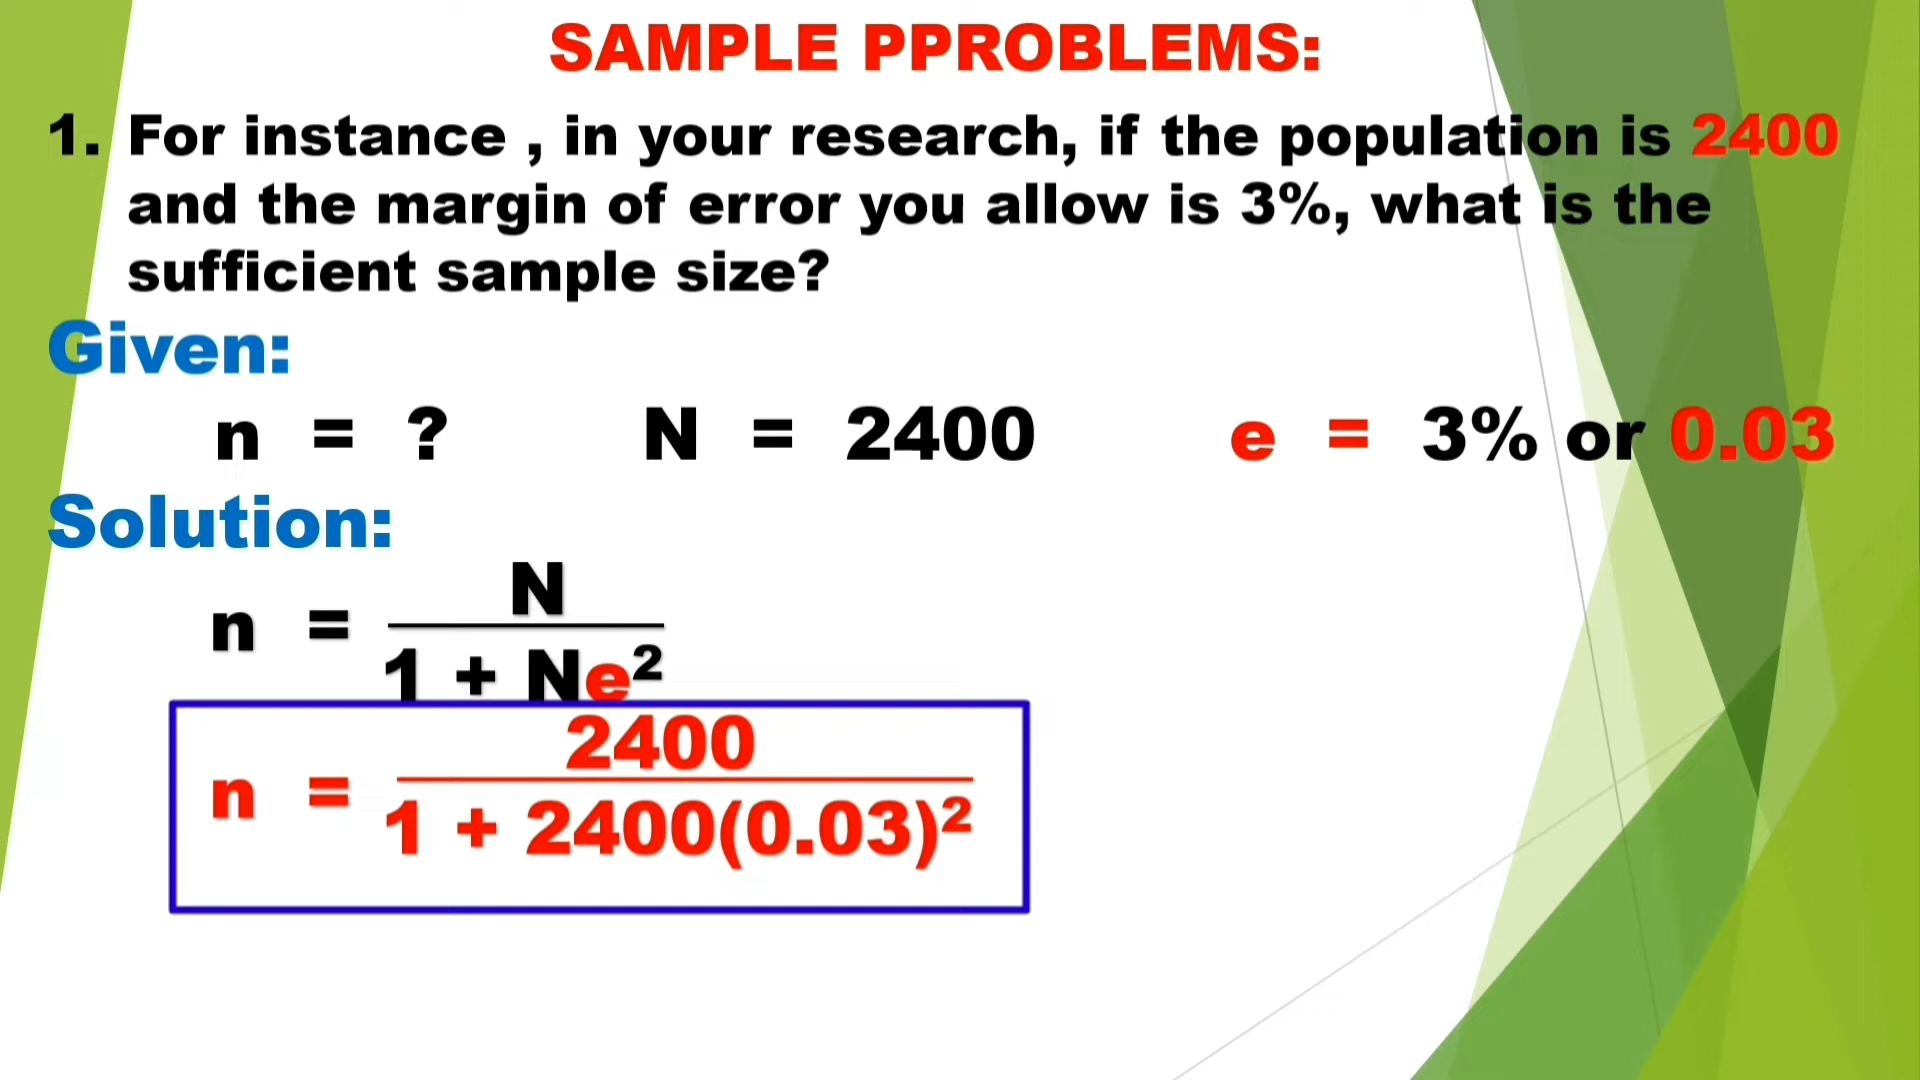 SAMPLE PPROBLEMS:
1. For instance , in your research, if the population is 2400
and the margin of error you allow is 3%, what is the
sufficient sample size?
Given:
n = ? N = 2400 e = 3% or 0.03
Solution:
n = N
1 + Ne²
n = 2400
1 + 2400(0.03)²